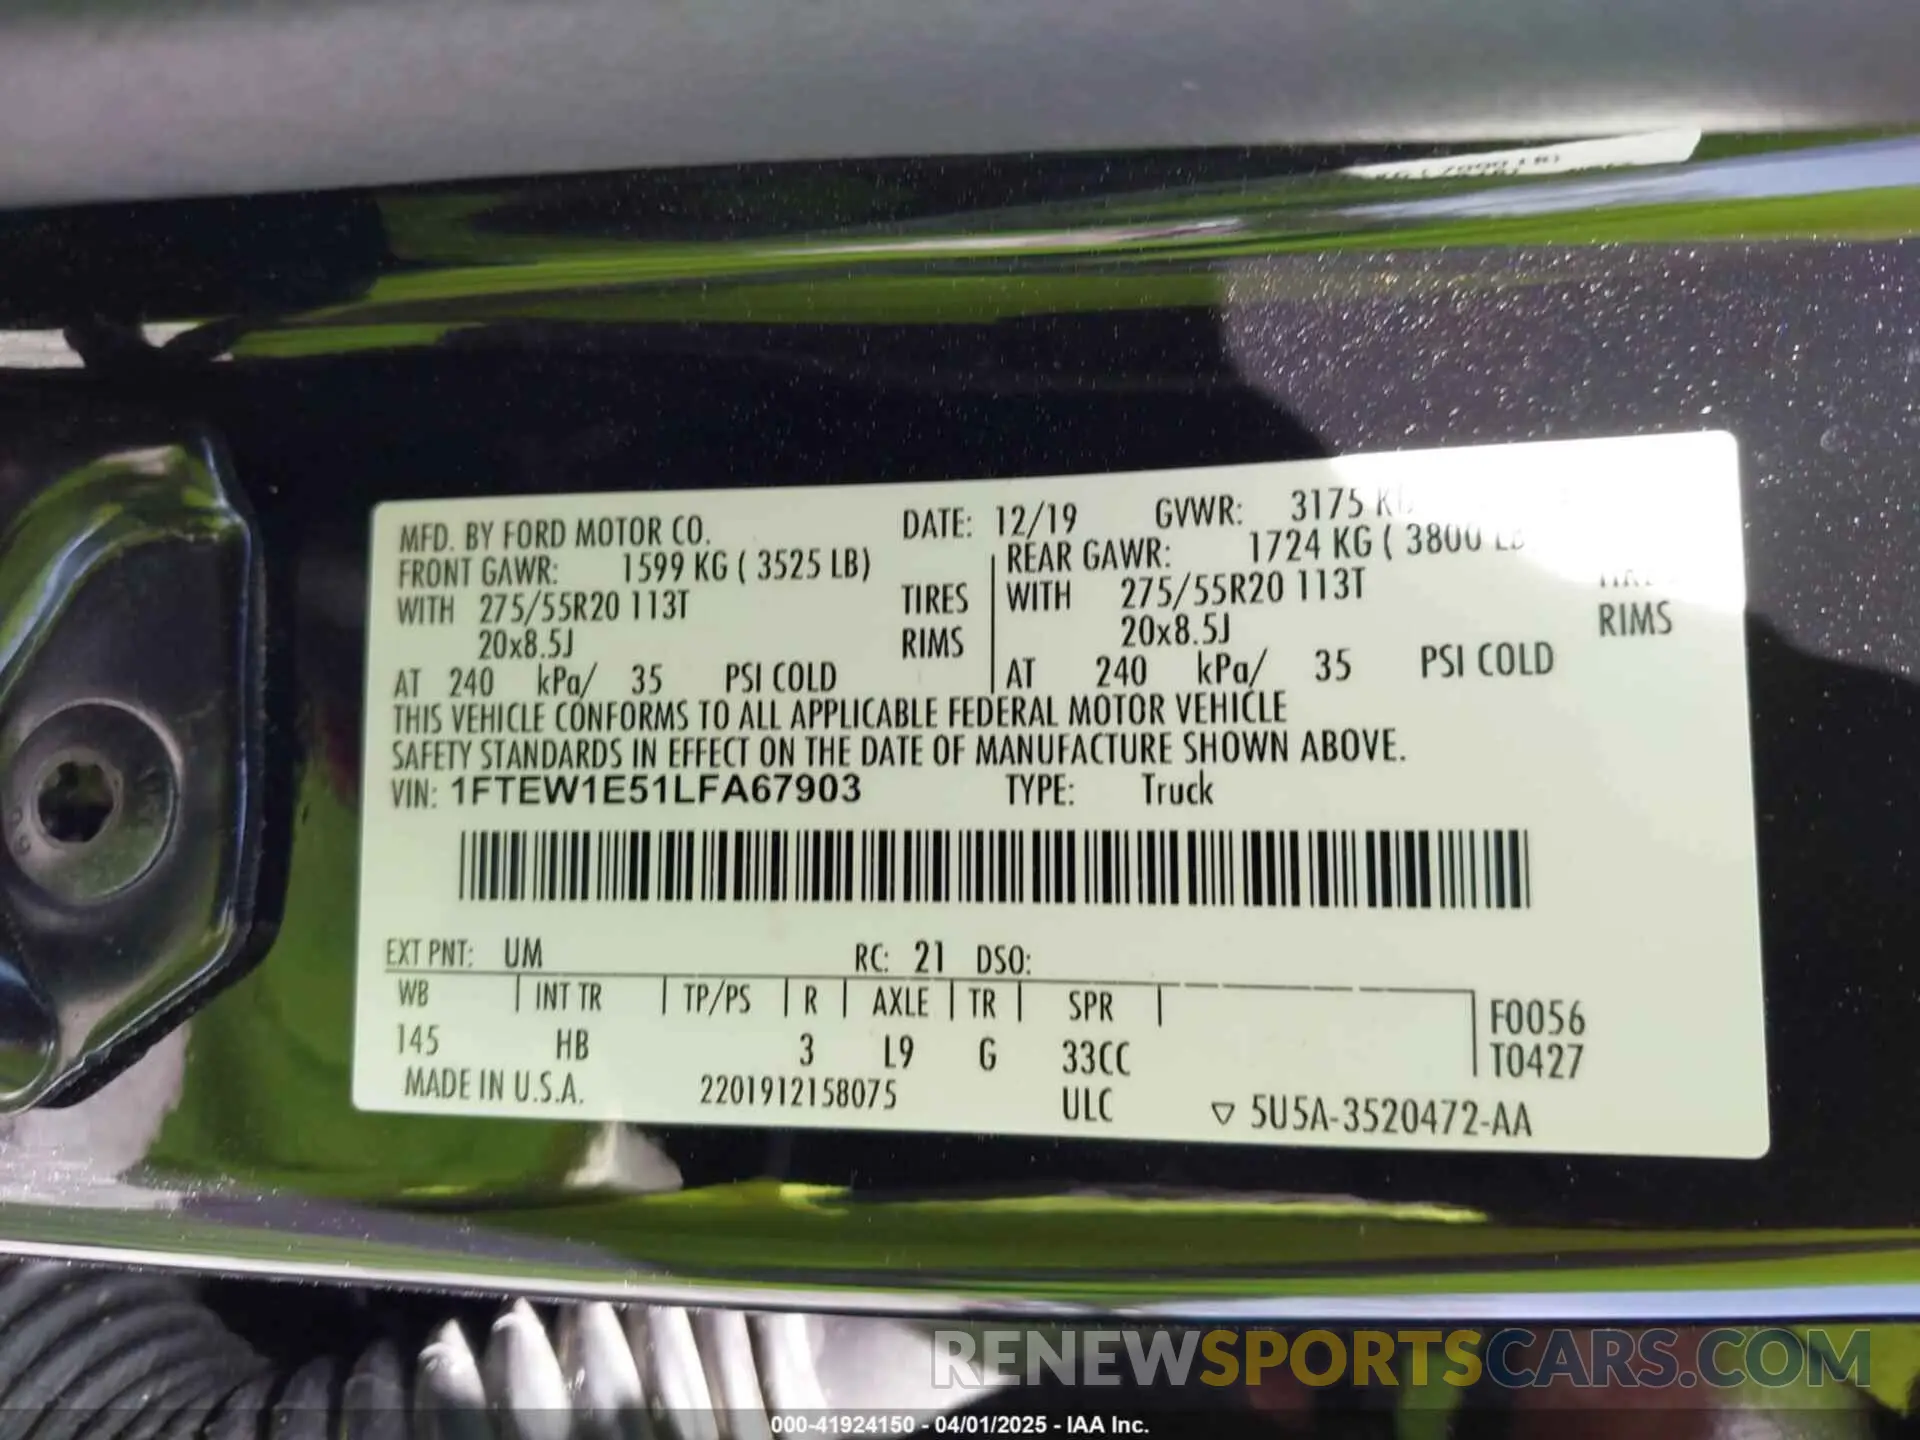 MFD. BY FORD MOTOR CO. DATE: 12/19 GVWR: 3175
FRONT GAWR: 1599 KG ( 3525 LB) REAR GAWR: 1724 KG ( 3800
WITH 275/55R20 113T TIRES WITH 275/55R20 113T
20x8.5J RIMS 20x8.5J RIMS
AT 240 kPa/ 35 PSI COLD AT 240 kPa/ 35 PSI COLD
THIS VEHICLE CONFORMS TO ALL APPLICABLE FEDERAL MOTOR VEHICLE
SAFETY STANDARDS IN EFFECT ON THE DATE OF MANUFACTURE SHOWN ABOVE.
VIN: 1FTEW1E51LFA67903 TYPE: Truck
EXT PNT: UM RC: 21 DSO:
WB INT TR TP/PS R AXLE TR SPR F0056
145 HB 3 L9 G 33CC T0427
MADE IN U.S.A. 2201912158075 ULC ▽ 5U5A-3520472-AA
RENEWSPORTSCARS.COM
000-41924150 - 04/01/2025 - IAA Inc.